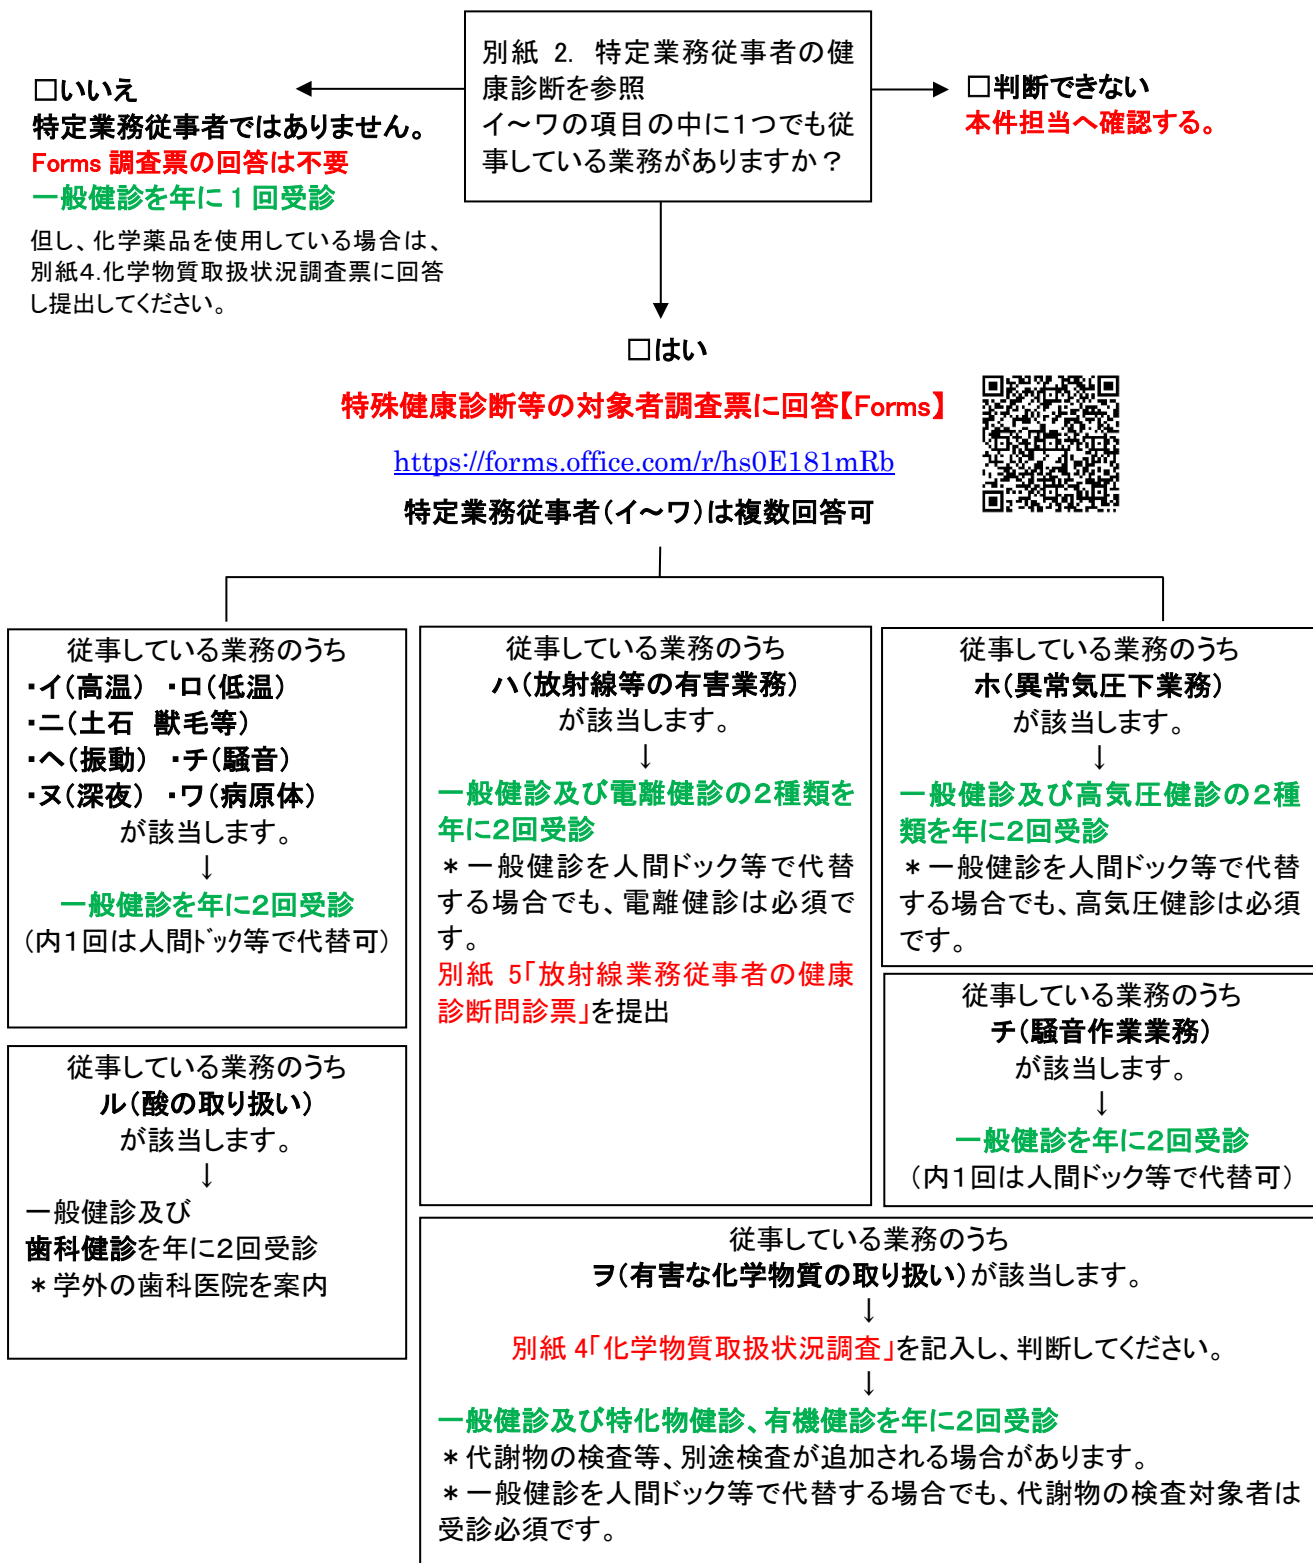 別紙 2. 特定業務従事者の健
康診断を参照
イ～ワの項目の中に1つでも従
事している業務がありますか？
□いいえ
特定業務従事者ではありません。
Forms 調査票の回答は不要
一般健診を年に 1 回受診
但し、化学薬品を使用している場合は、
別紙4.化学物質取扱状況調査票に回答
し提出してください。
□判断できない
本件担当へ確認する。
□はい
特殊健康診断等の対象者調査票に回答【Forms】
https://forms.office.com/r/hs0E181mRb
特定業務従事者（イ～ワ）は複数回答可
従事している業務のうち
・イ（高温） ・ロ（低温）
・ニ（土石 獣毛等）
・ヘ（振動） ・チ（騒音）
・ヌ（深夜） ・ワ（病原体）
が該当します。
↓
一般健診を年に2回受診
（内1回は人間ﾄﾞｯｸ等で代替可）
従事している業務のうち
ル（酸の取り扱い）
が該当します。
↓
一般健診及び
歯科健診を年に2回受診
＊学外の歯科医院を案内
従事している業務のうち
ハ（放射線等の有害業務）
が該当します。
↓
一般健診及び電離健診の2種類を
年に2回受診
＊一般健診を人間ドック等で代替
する場合でも、電離健診は必須で
す。
別紙 5「放射線業務従事者の健康
診断問診票」を提出
従事している業務のうち
ホ（異常気圧下業務）
が該当します。
↓
一般健診及び高気圧健診の2種
類を年に2回受診
＊一般健診を人間ドック等で代替
する場合でも、高気圧健診は必須
です。
従事している業務のうち
チ（騒音作業業務）
が該当します。
↓
一般健診を年に2回受診
（内1回は人間ドック等で代替可）
従事している業務のうち
ヲ（有害な化学物質の取り扱い）が該当します。
↓
別紙 4「化学物質取扱状況調査」を記入し、判断してください。
↓
一般健診及び特化物健診、有機健診を年に2回受診
＊代謝物の検査等、別途検査が追加される場合があります。
＊一般健診を人間ドック等で代替する場合でも、代謝物の検査対象者は
受診必須です。